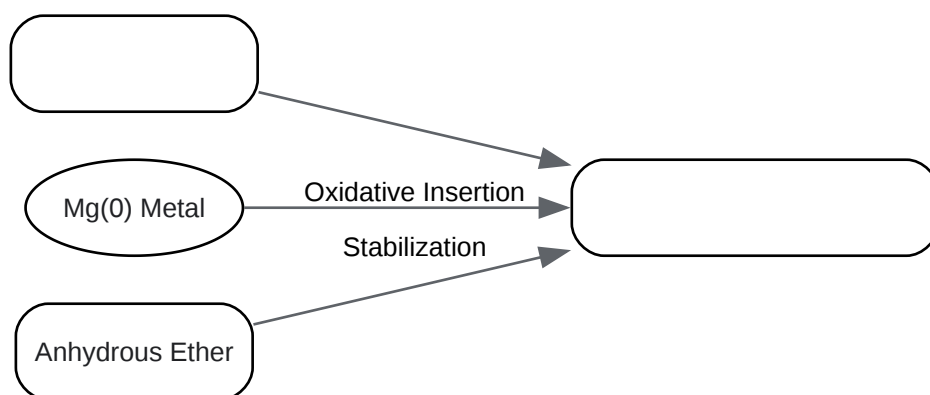 Mg(0) Metal
Oxidative Insertion
Stabilization
Anhydrous Ether